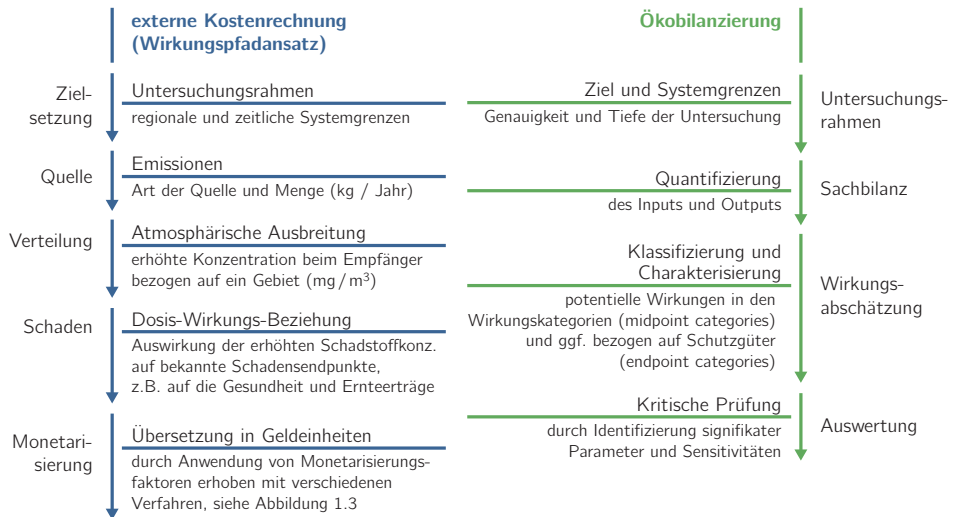 externe Kostenrechnung
(Wirkungspfadansatz)
Ziel-
setzung
Untersuchungsrahmen
regionale und zeitliche Systemgrenzen
Quelle
Emissionen
Art der Quelle und Menge (kg / Jahr)
Verteilung
Atmosphärische Ausbreitung
erhöhte Konzentration beim Empfänger
bezogen auf ein Gebiet (mg / m³)
Schaden
Dosis-Wirkungs-Beziehung
Auswirkung der erhöhten Schadstoffkonz.
auf bekannte Schadensendpunkte,
z.B. auf die Gesundheit und Ernteerträge
Monetari-
sierung
Übersetzung in Geldeinheiten
durch Anwendung von Monetarisierungs-
faktoren erhoben mit verschiedenen
Verfahren, siehe Abbildung 1.3
Ökobilanzierung
Ziel und Systemgrenzen
Genauigkeit und Tiefe der Untersuchung
Untersuchungs-
rahmen
Quantifizierung
des Inputs und Outputs
Sachbilanz
Klassifizierung und
Charakterisierung
potentielle Wirkungen in den
Wirkungskategorien (midpoint categories)
und ggf. bezogen auf Schutzgüter
(endpoint categories)
Wirkungs-
abschätzung
Kritische Prüfung
durch Identifizierung signifikater
Parameter und Sensitivitäten
Auswertung